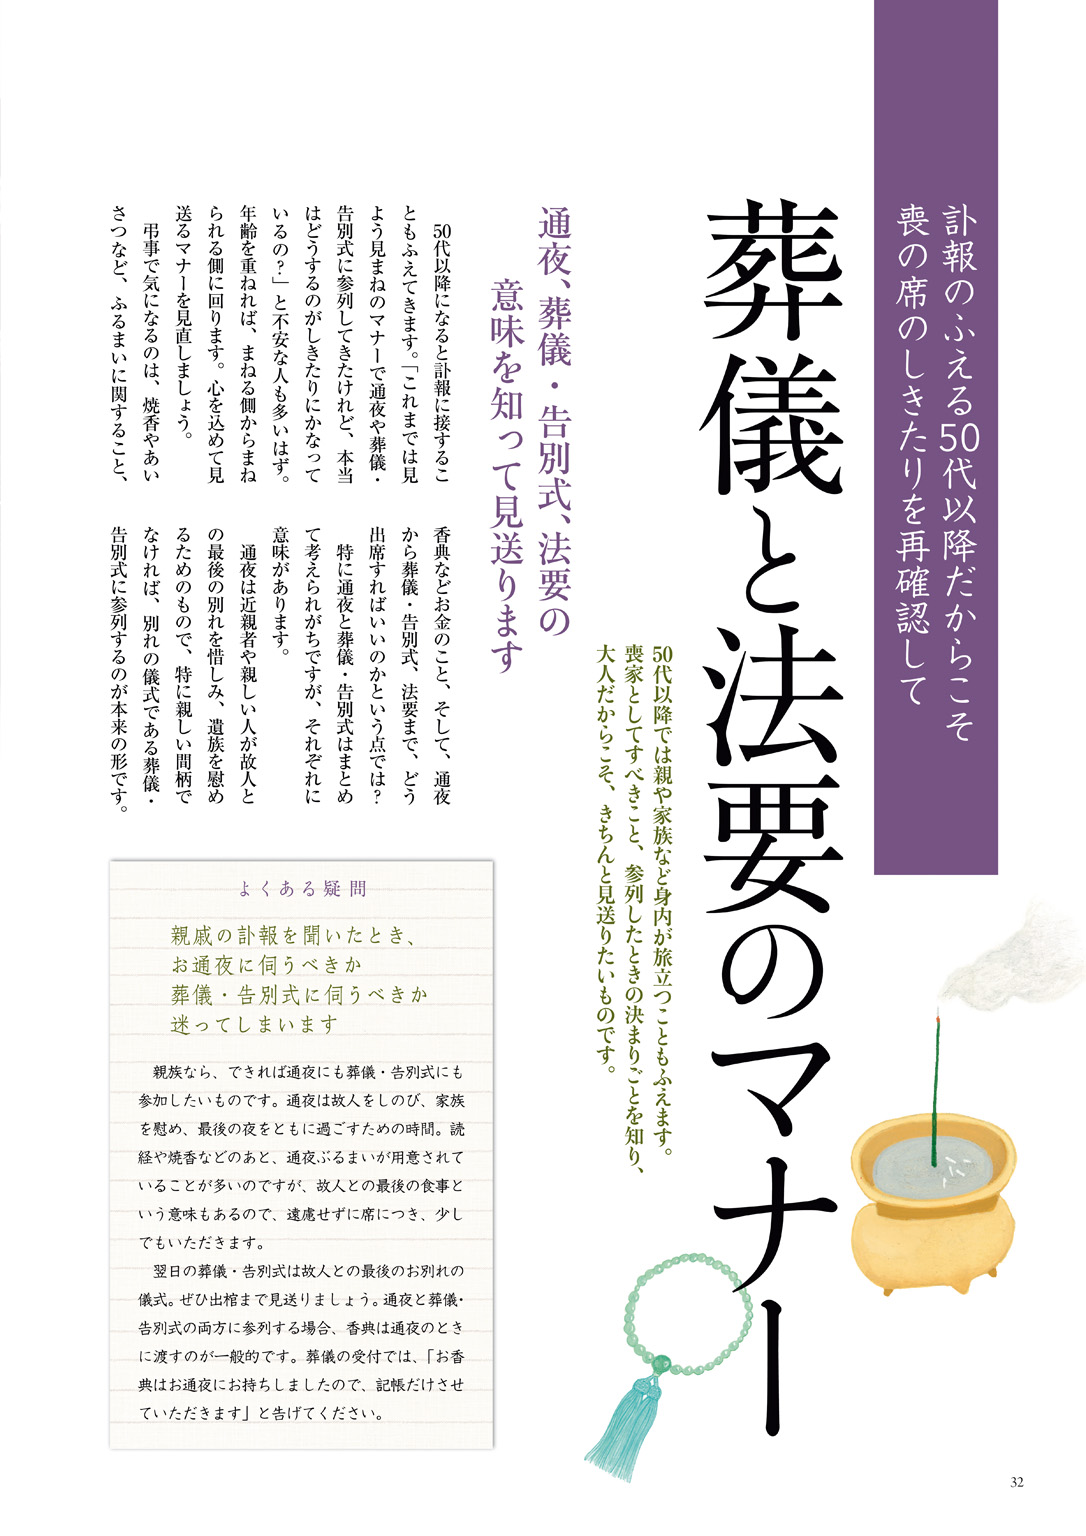 訃報のふえる50代以降だからこそ
喪の席のしきたりを再確認して
葬儀と法要のマナー
50代以降では親や家族など身内が旅立つこともふえます。
喪家としてすべきこと、参列したときの決まりごとを知り、
大人だからこそ、きちんと見送りたいものです。
通夜、葬儀・告別式、法要の
意味を知って見送ります
50代以降になると訃報に接するこ
ともふえてきます。「これまでは見
よう見まねのマナーで通夜や葬儀・
告別式に参列してきたけれど、本当
はどうするのがしきたりにかなって
いるの?」と不安な人も多いはず。
年齢を重ねれば、まねる側からまね
られる側に回ります。心を込めて見
送るマナーを見直しましょう。
弔事で気になるのは、焼香やあい
さつなど、ふるまいに関すること、
香典などお金のこと、そして、通夜
から葬儀・告別式、法要まで、どう
出席すればいいのかという点では?
特に通夜と葬儀・告別式はまとめ
て考えられがちですが、それぞれに
意味があります。
通夜は近親者や親しい人が故人と
の最後の別れを惜しみ、遺族を慰め
るためのもので、特に親しい間柄で
なければ、別れの儀式である葬儀・
告別式に参列するのが本来の形です。
よくある疑問
親戚の訃報を聞いたとき、
お通夜に伺うべきか
葬儀・告別式に伺うべきか
迷ってしまいます
親族なら、できれば通夜にも葬儀・告別式にも
参加したいものです。通夜は故人をしのび、家族
を慰め、最後の夜をともに過ごすための時間。読
経や焼香などのあと、通夜ぶるまいが用意されて
いることが多いのですが、故人との最後の食事と
いう意味もあるので、遠慮せずに席につき、少し
でもいただきます。
翌日の葬儀・告別式は故人との最後のお別れの
儀式。ぜひ出棺まで見送りましょう。通夜と葬儀・
告別式の両方に参列する場合、香典は通夜のとき
に渡すのが一般的です。葬儀の受付では、「お香
典はお通夜にお持ちしましたので、記帳だけさせ
ていただきます」と告げてください。
32